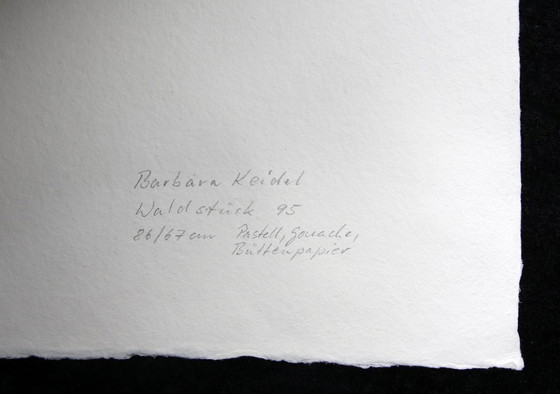 Barbara Keidel
Waldstück 95
86/67 cm Pastell, Gouache,
Büttenpapier